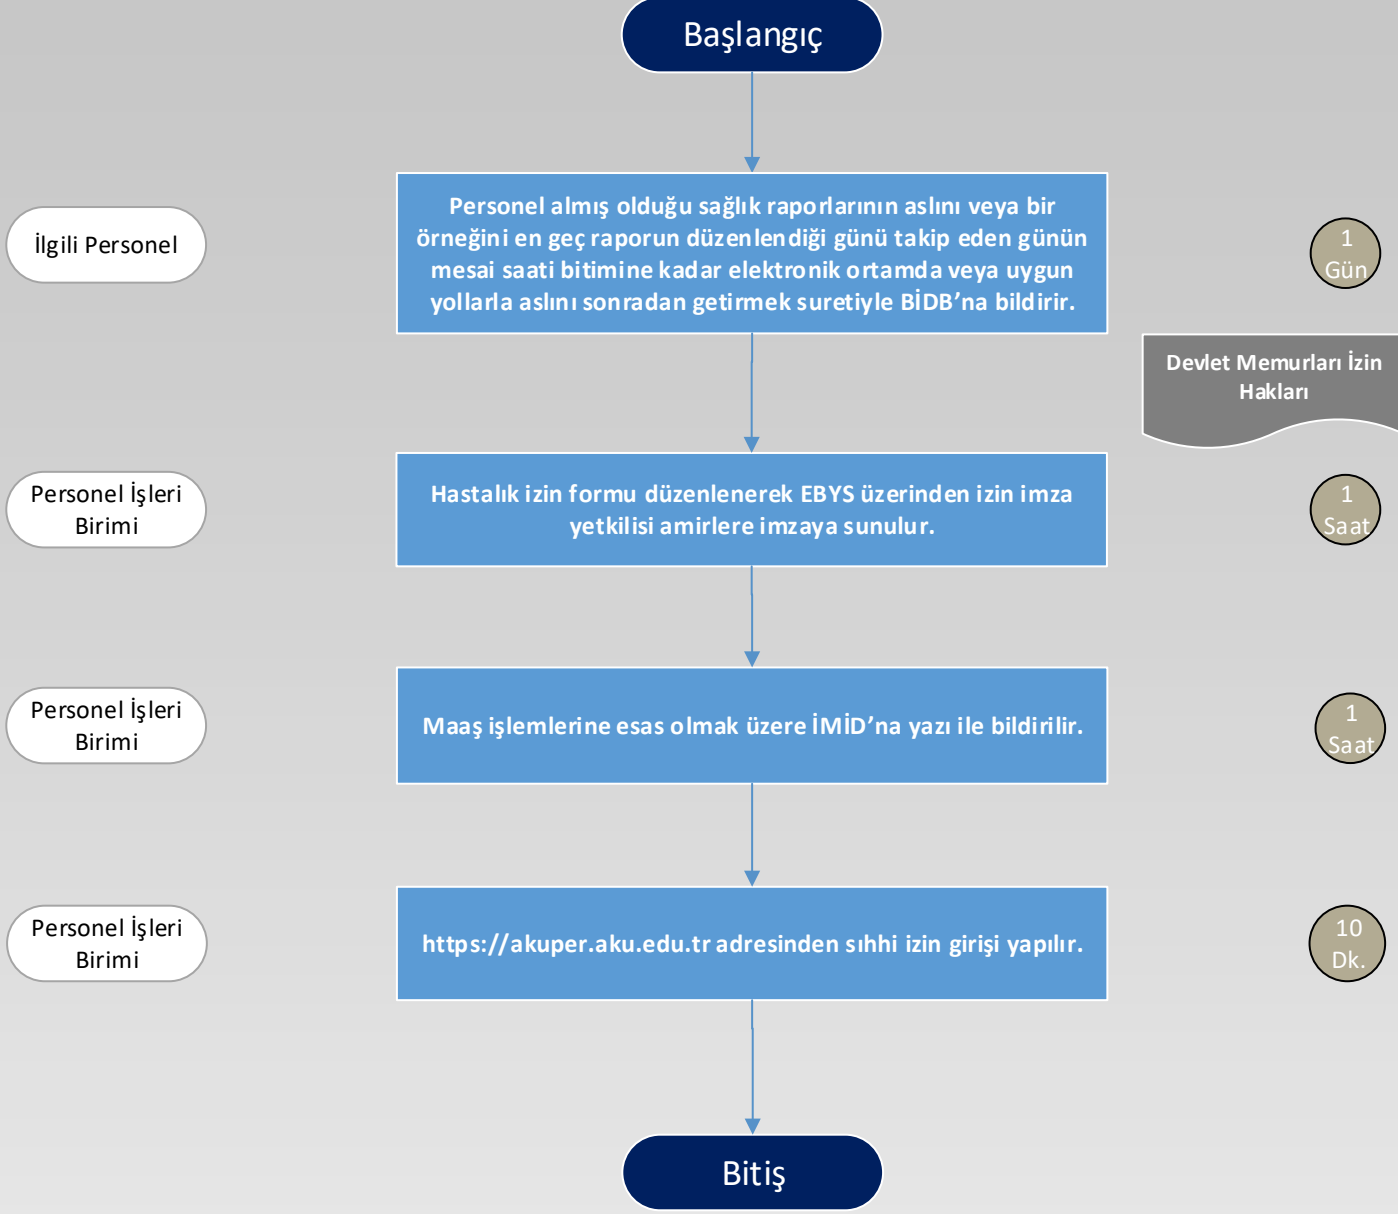 Başlangıç
İlgili Personel
Personel almış olduğu sağlık raporlarının aslını veya bir
örneğini en geç raporun düzenlendiği günü takip eden günün
mesai saati bitimine kadar elektronik ortamda veya uygun
yollarla aslını sonradan getirmek suretiyle BİDB’na bildirir.
1
Gün
Devlet Memurları İzin
Hakları
Personel İşleri
Birimi
Hastalık izin formu düzenlenerek EBYS üzerinden izin imza
yetkilisi amirlere imzaya sunulur.
1
Saat
Personel İşleri
Birimi
Maaş işlemlerine esas olmak üzere İMİD’na yazı ile bildirilir.
1
Saat
Personel İşleri
Birimi
https://akuper.aku.edu.tr adresinden sıhhi izin girişi yapılır.
10
Dk.
Bitiş